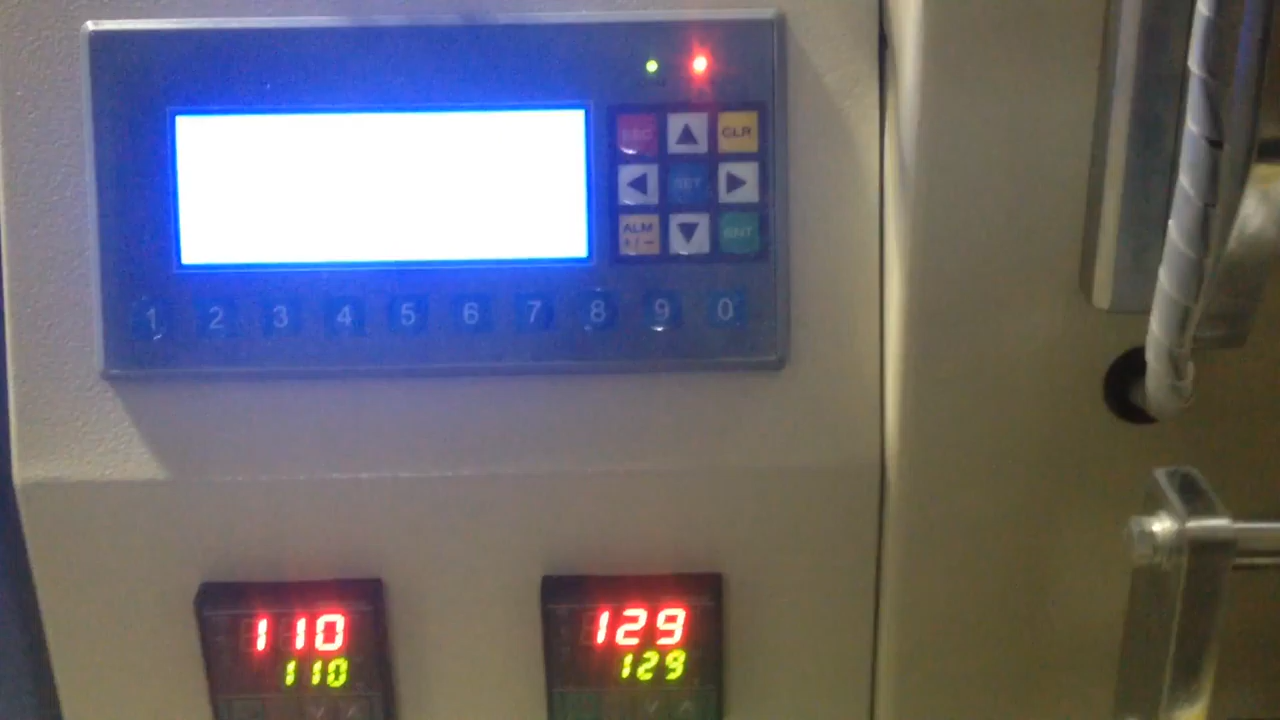 ESC CLR
SET
ALM
+/- ENT
1 2 3 4 5 6 7 8 9 0
110 129
110 129